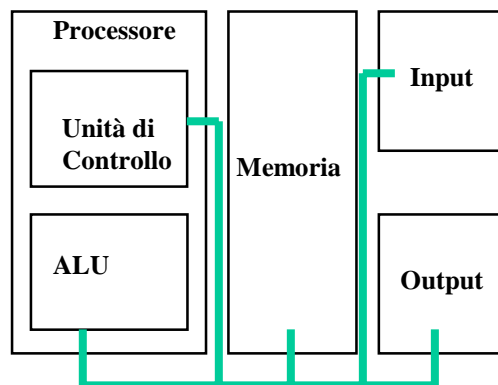 Processore
Unità di
Controllo
ALU
Memoria
Input
Output